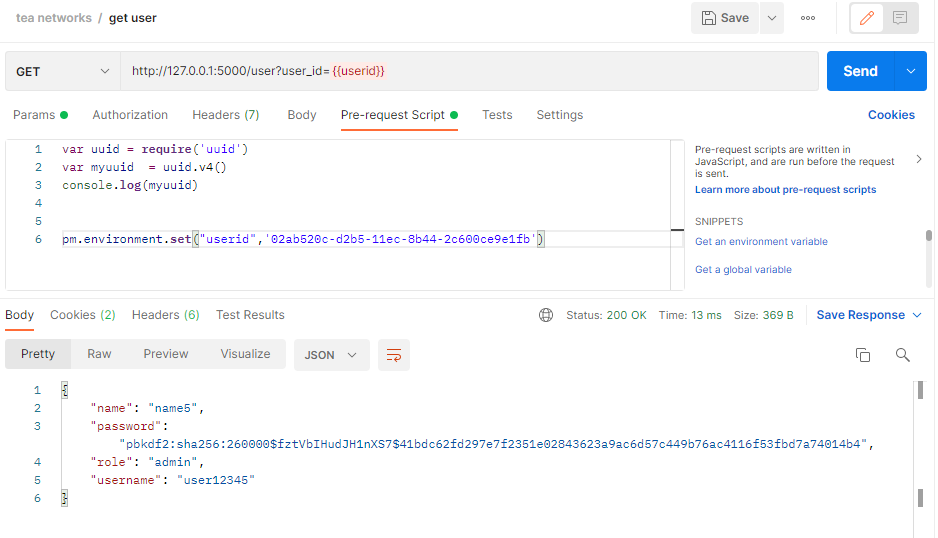 tea networks / get user
Save
GET
http://127.0.0.1:5000/user?user_id={{userid}}
Send
Params
Authorization
Headers (7)
Body
Pre-request Script
Tests
Settings
Cookies
1 var uuid = require('uuid')
2 var myuuid  = uuid.v4()
3 console.log(myuuid)
4
5
6 pm.environment.set("userid",'02ab520c-d2b5-11ec-8b44-2c600ce9e1fb')
Pre-request scripts are written in
JavaScript, and are run before the request
is sent.
Learn more about pre-request scripts
SNIPPETS
Get an environment variable
Get a global variable
Body
Cookies (2)
Headers (6)
Test Results
Status: 200 OK
Time: 13 ms
Size: 369 B
Save Response
Pretty
Raw
Preview
Visualize
JSON
1 {
2 "name": "name5",
3 "password":
"pbkdf2:sha256:260000$fztVbIHudJH1nXS7$41bdc62fd297e7f2351e02843623a9ac6d57c449b76ac4116f53fbd7a74014b4",
4 "role": "admin",
5 "username": "user12345"
6 }